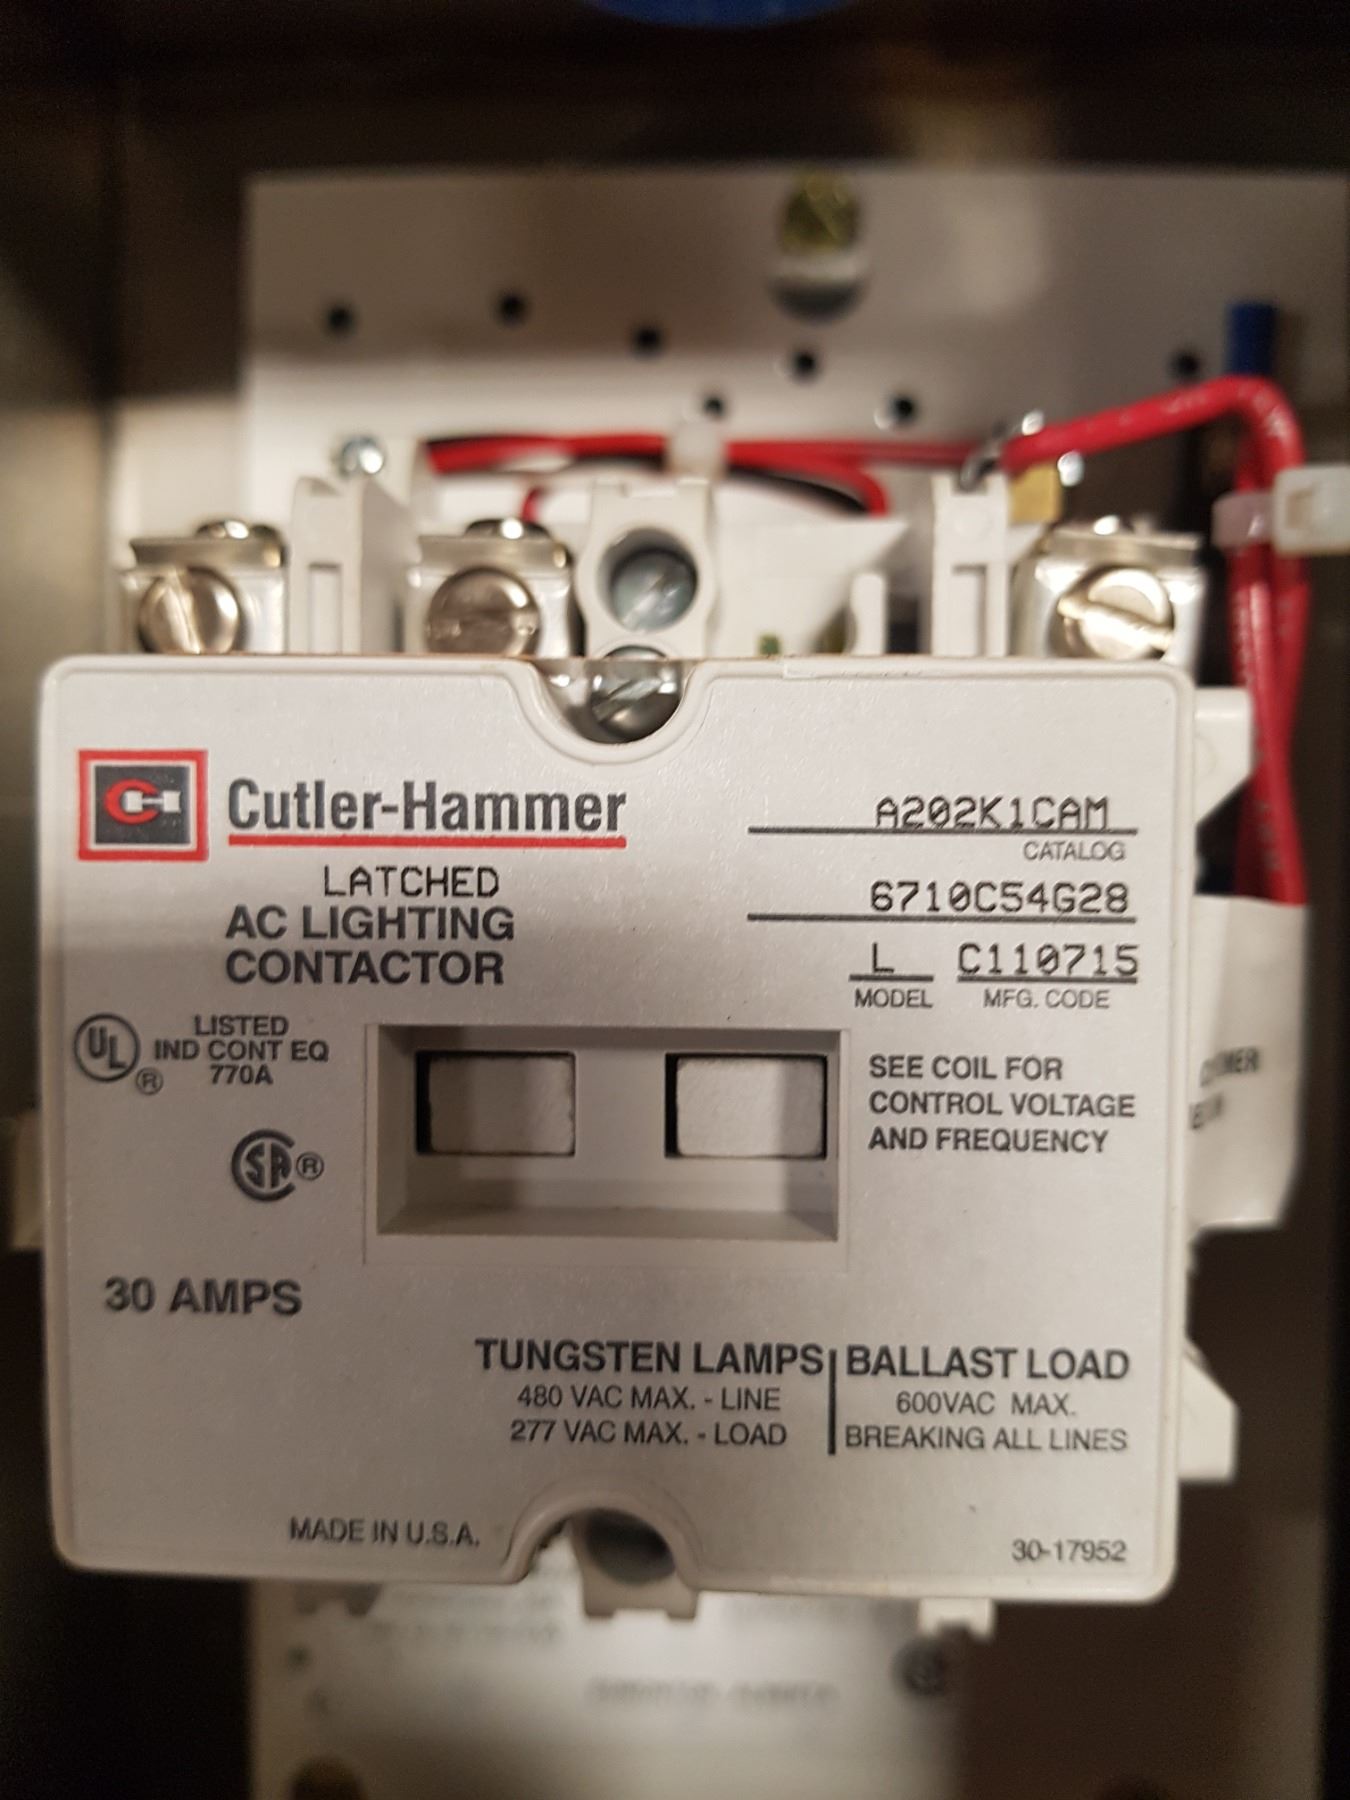 Cutler-Hammer
LATCHED
AC LIGHTING
CONTACTOR
A202K1CAM
CATALOG
6710C54G28
L C110715
MODEL MFG. CODE
UL ®
LISTED
IND CONT EQ
770A
SA ®
SEE COIL FOR
CONTROL VOLTAGE
AND FREQUENCY
30 AMPS
TUNGSTEN LAMPS
480 VAC MAX. - LINE
277 VAC MAX. - LOAD
BALLAST LOAD
600VAC MAX.
BREAKING ALL LINES
MADE IN U.S.A.
30-17952